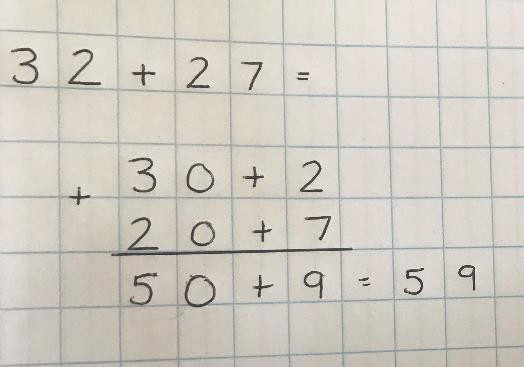 32 + 27 =
30 + 2
+
20 + 7
50 + 9 = 59